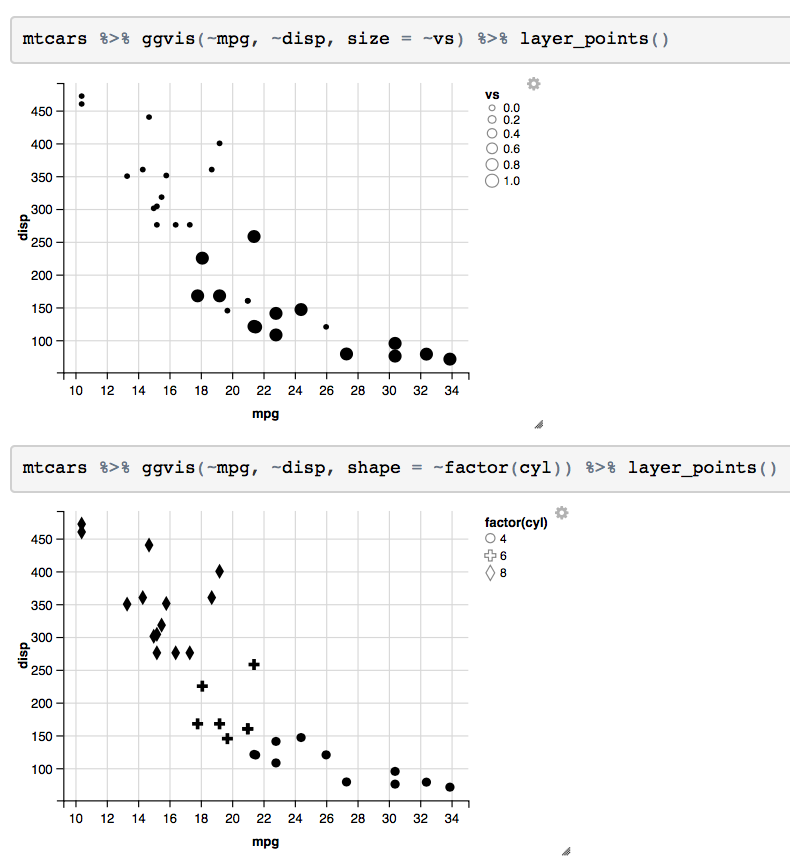 mtcars %>% ggvis(~mpg, ~disp, size = ~vs) %>% layer_points()
vs
0.0
0.2
0.4
0.6
0.8
1.0
450
400
350
300
250
200
150
100
disp
10 12 14 16 18 20 22 24 26 28 30 32 34
mpg
mtcars %>% ggvis(~mpg, ~disp, shape = ~factor(cyl)) %>% layer_points()
factor(cyl)
4
6
8
450
400
350
300
250
200
150
100
disp
10 12 14 16 18 20 22 24 26 28 30 32 34
mpg